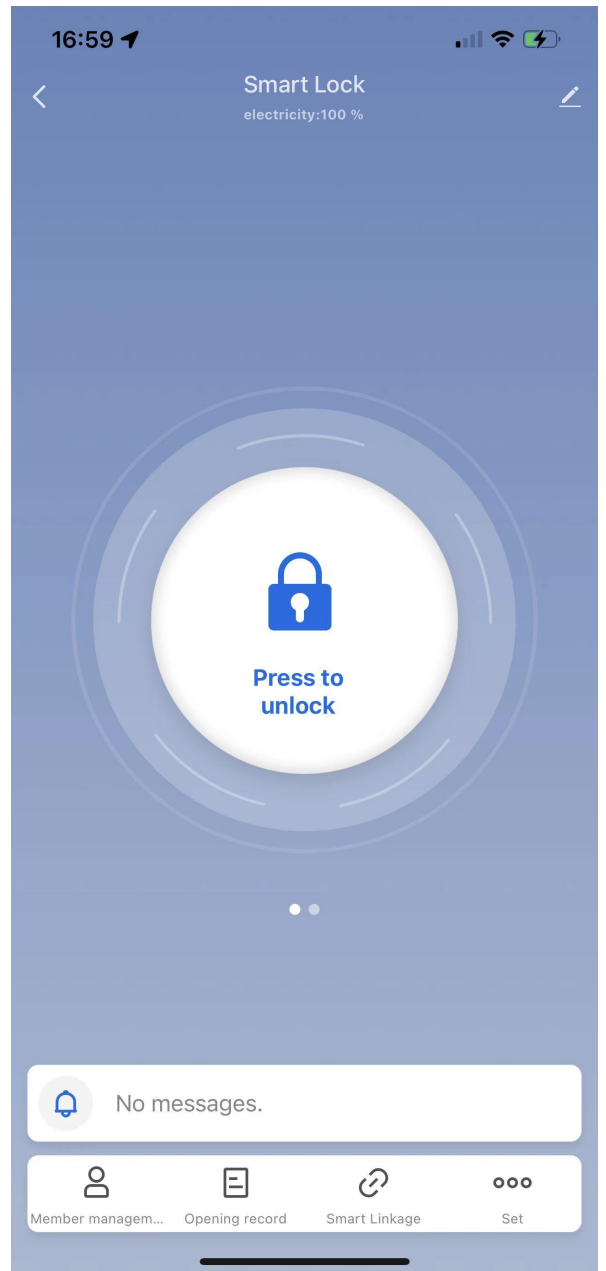 16:59
Smart Lock
electricity:100 %
Press to
unlock
No messages.
Member managem...
Opening record
Smart Linkage
Set